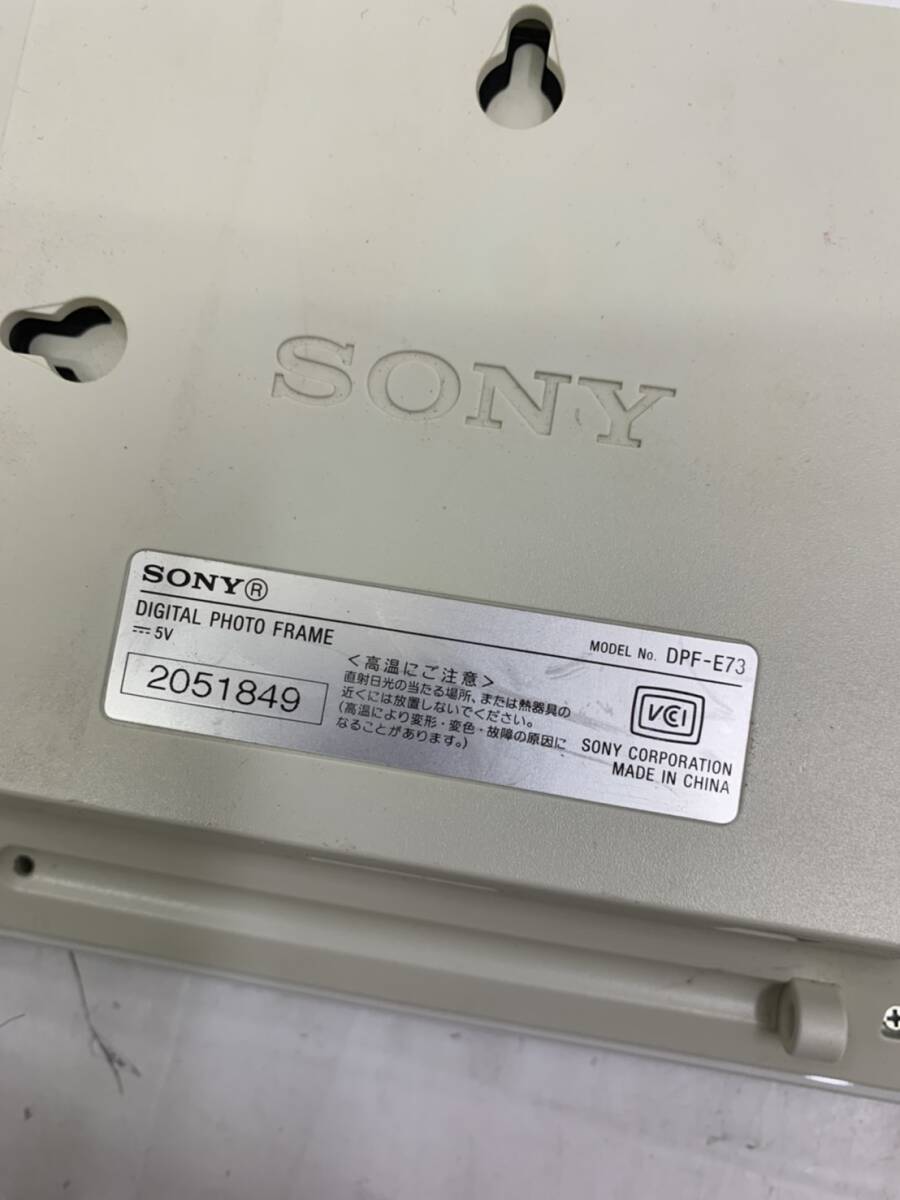 SONY
SONY®
DIGITAL PHOTO FRAME
MODEL No. DPF-E73
⎓ 5V
2051849
<高温にご注意>
直射日光の当たる場所、または熱器具の
近くには放置しないでください。
(高温により変形・変色・故障の原因に
なることがあります。)
VCI
SONY CORPORATION
MADE IN CHINA